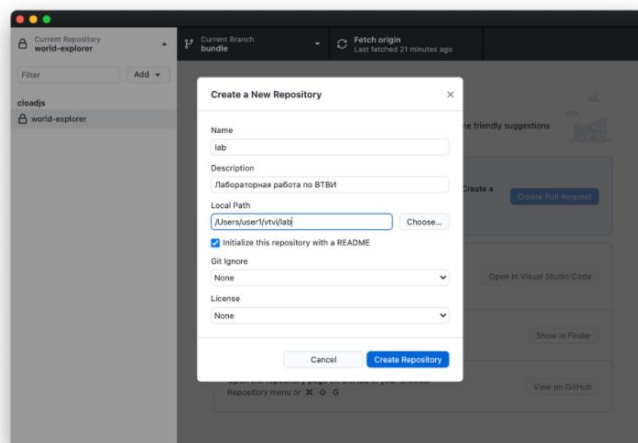 Current Repository
world-explorer
Current Branch
bundle
Fetch origin
Last fetched 21 minutes ago
Filter
Add
cloadjs
world-explorer
Create a New Repository
Name
lab
Description
Лабораторная работа по ВТВИ
Local Path
/Users/user1/vtvi/lab
Choose...
Initialize this repository with a README
Git Ignore
None
License
None
Cancel
Create Repository
friendly suggestions
Create a
Create Pull Request
Open in Visual Studio Code
Show in Finder
Repository menu or ⌘ ⇧ G
View on GitHub